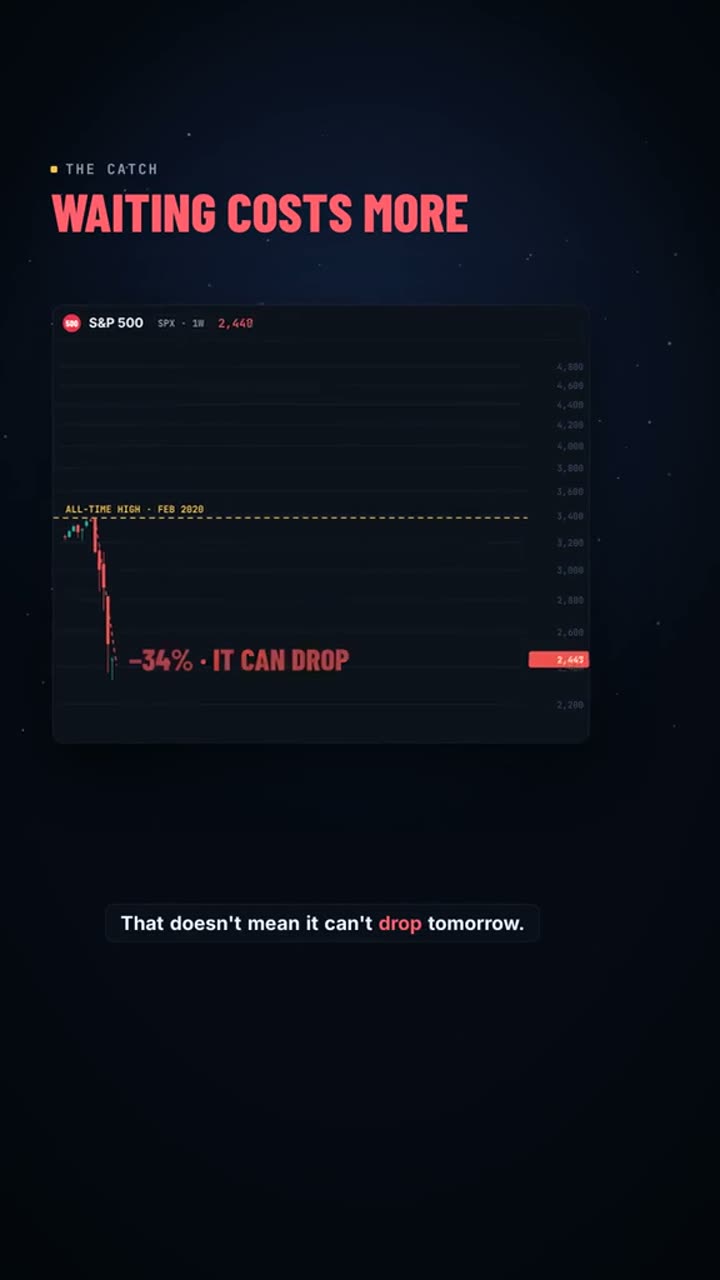 THE CATCH
WAITING COSTS MORE
500 S&P 500 SPX · 1W 2,440
4,800
4,600
4,400
4,200
4,000
3,800
3,600
ALL-TIME HIGH · FEB 2020
3,400
3,200
3,000
2,800
2,600
-34% · IT CAN DROP
2,445
2,200
That doesn't mean it can't drop tomorrow.